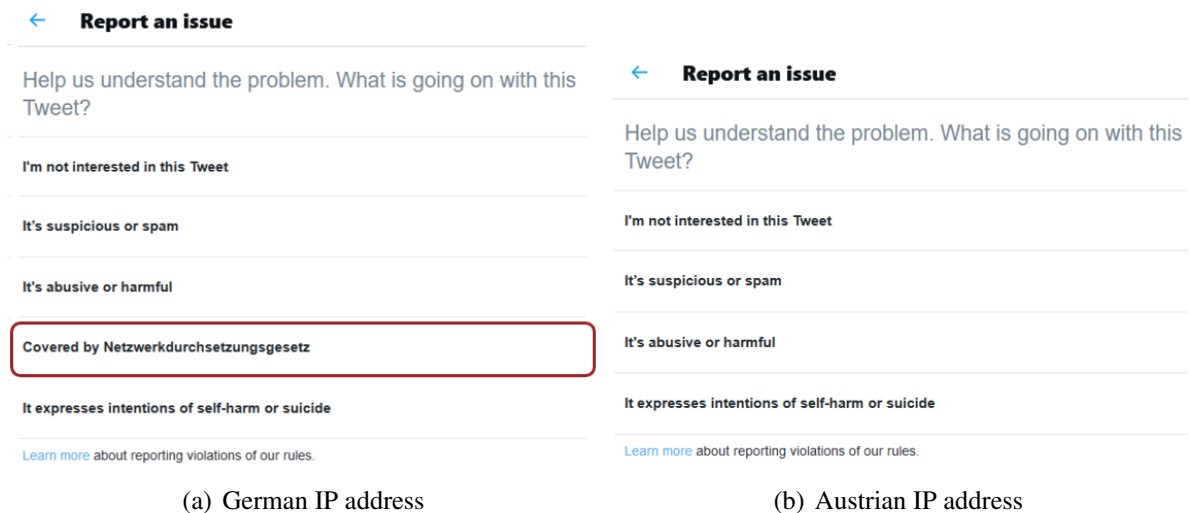 ← Report an issue
Help us understand the problem. What is going on with this
Tweet?
I'm not interested in this Tweet
It's suspicious or spam
It's abusive or harmful
Covered by Netzwerkdurchsetzungsgesetz
It expresses intentions of self-harm or suicide
Learn more about reporting violations of our rules.
(a) German IP address
← Report an issue
Help us understand the problem. What is going on with this
Tweet?
I'm not interested in this Tweet
It's suspicious or spam
It's abusive or harmful
It expresses intentions of self-harm or suicide
Learn more about reporting violations of our rules.
(b) Austrian IP address